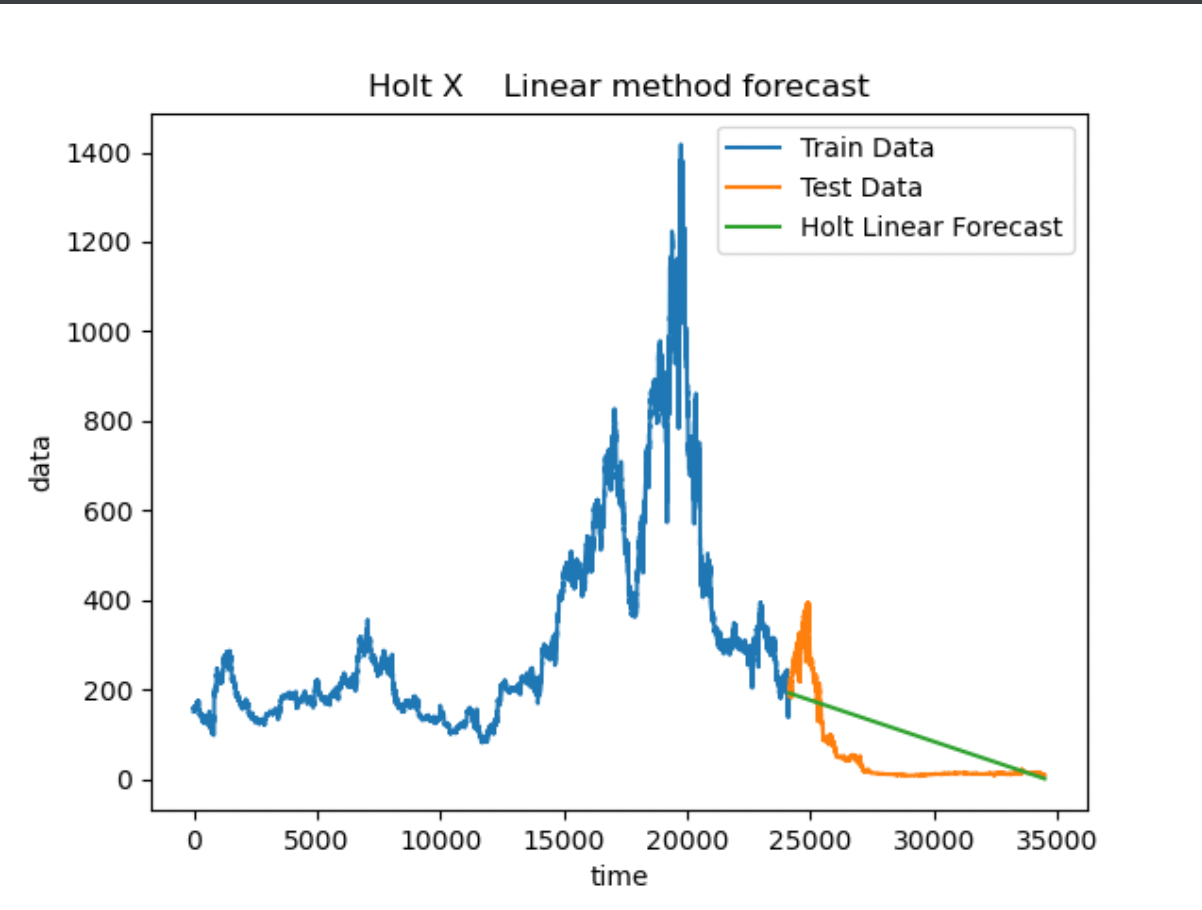 Holt X    Linear method forecast
Train Data
Test Data
Holt Linear Forecast
1400
1200
1000
800
600
400
200
0
data
0 5000 10000 15000 20000 25000 30000 35000
time